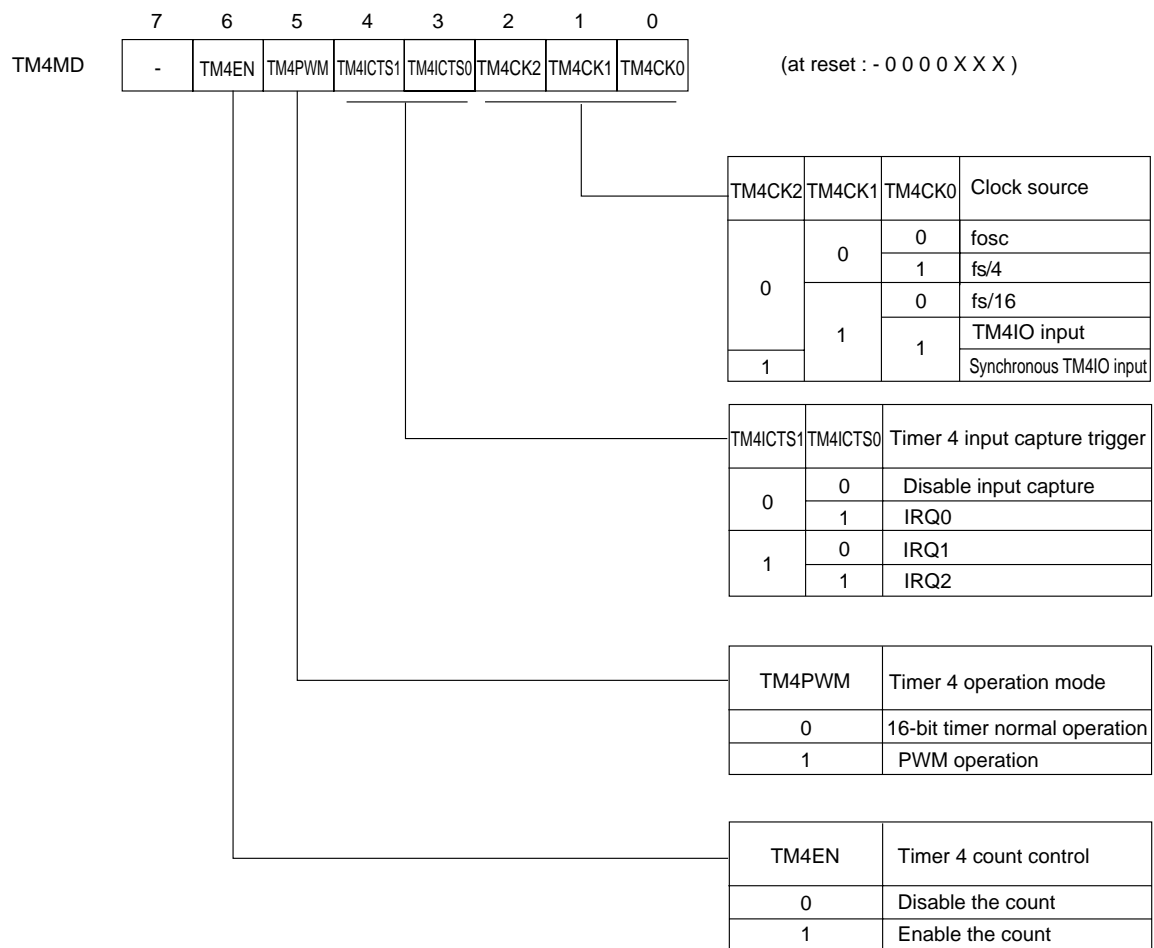 7 6 5 4 3 2 1 0
TM4MD - TM4EN TM4PWM TM4ICTS1 TM4ICTS0 TM4CK2 TM4CK1 TM4CK0 (at reset : - 0 0 0 0 X X X )
TM4CK2 TM4CK1 TM4CK0 Clock source
0 0 0 fosc
1 fs/4
1 0 fs/16
1 TM4IO input
1 Synchronous TM4IO input
TM4ICTS1 TM4ICTS0 Timer 4 input capture trigger
0 0 Disable input capture
1 IRQ0
1 0 IRQ1
1 IRQ2
TM4PWM Timer 4 operation mode
0 16-bit timer normal operation
1 PWM operation
TM4EN Timer 4 count control
0 Disable the count
1 Enable the count